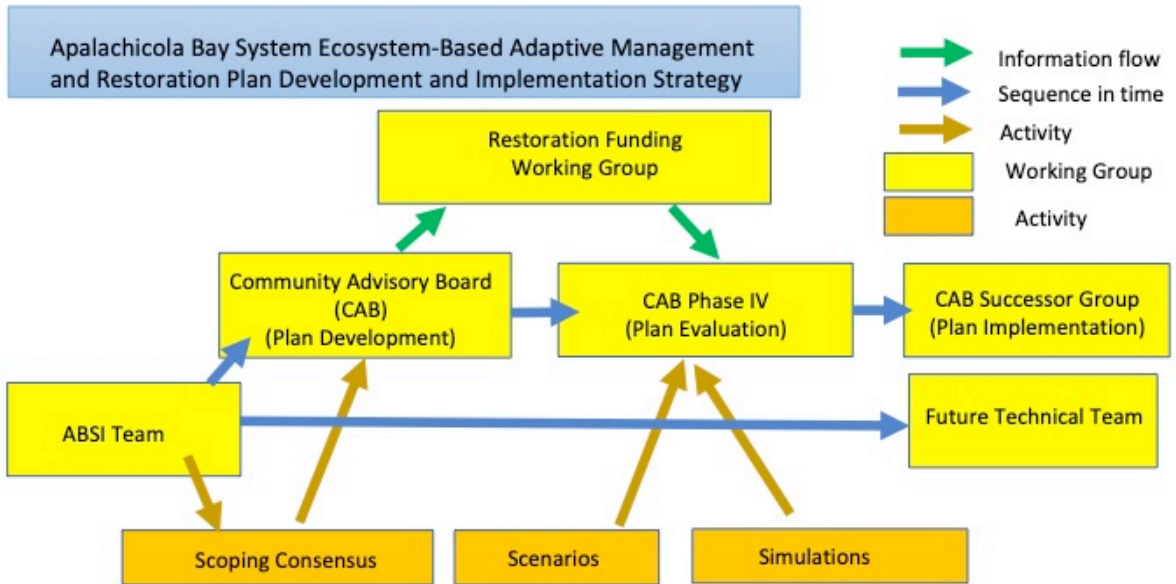 Apalachicola Bay System Ecosystem-Based Adaptive Management
and Restoration Plan Development and Implementation Strategy
Information flow
Sequence in time
Activity
Working Group
Activity
Restoration Funding
Working Group
Community Advisory Board
(CAB)
(Plan Development)
CAB Phase IV
(Plan Evaluation)
CAB Successor Group
(Plan Implementation)
ABSI Team
Future Technical Team
Scoping Consensus
Scenarios
Simulations